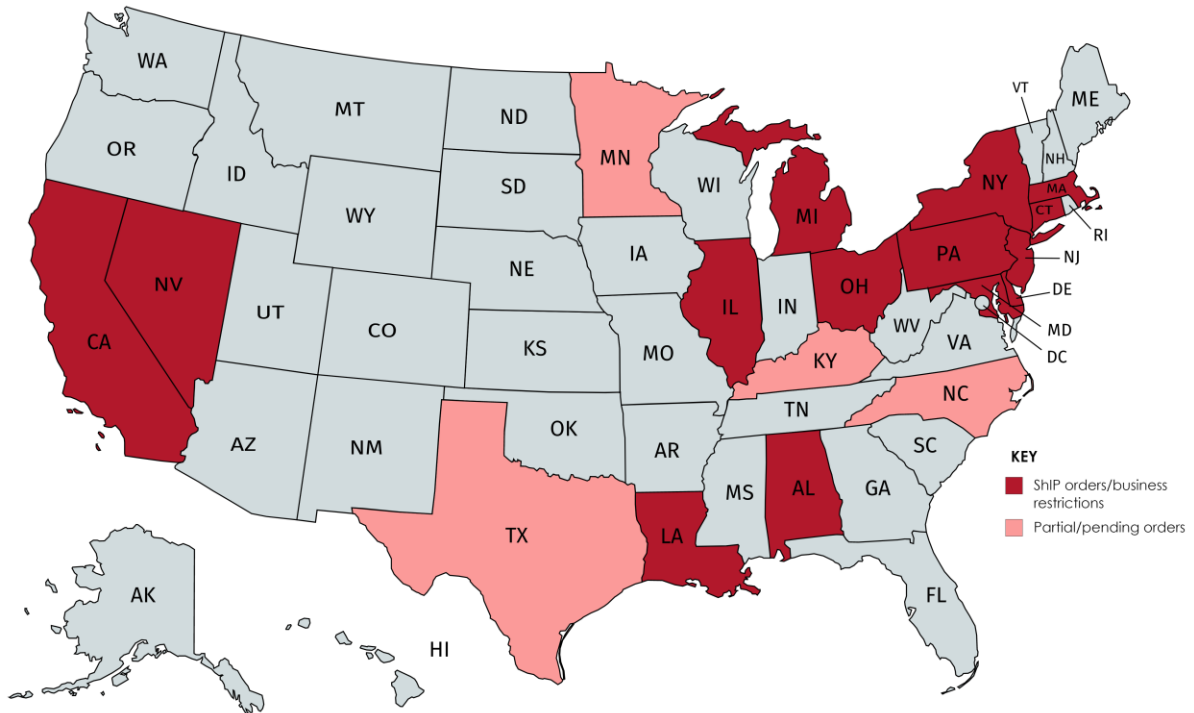 WA
MT
ND
MN
VT
ME
OR
ID
SD
WI
NH
NY
MA
WY
MI
CT
RI
IA
NE
PA
NJ
NV
UT
CO
IL
IN
OH
DE
WV
MD
CA
KS
MO
KY
VA
DC
NC
TN
AZ
NM
OK
AR
SC
KEY
MS
AL
GA
ShIP orders/business
restrictions
TX
LA
Partial/pending orders
AK
FL
HI